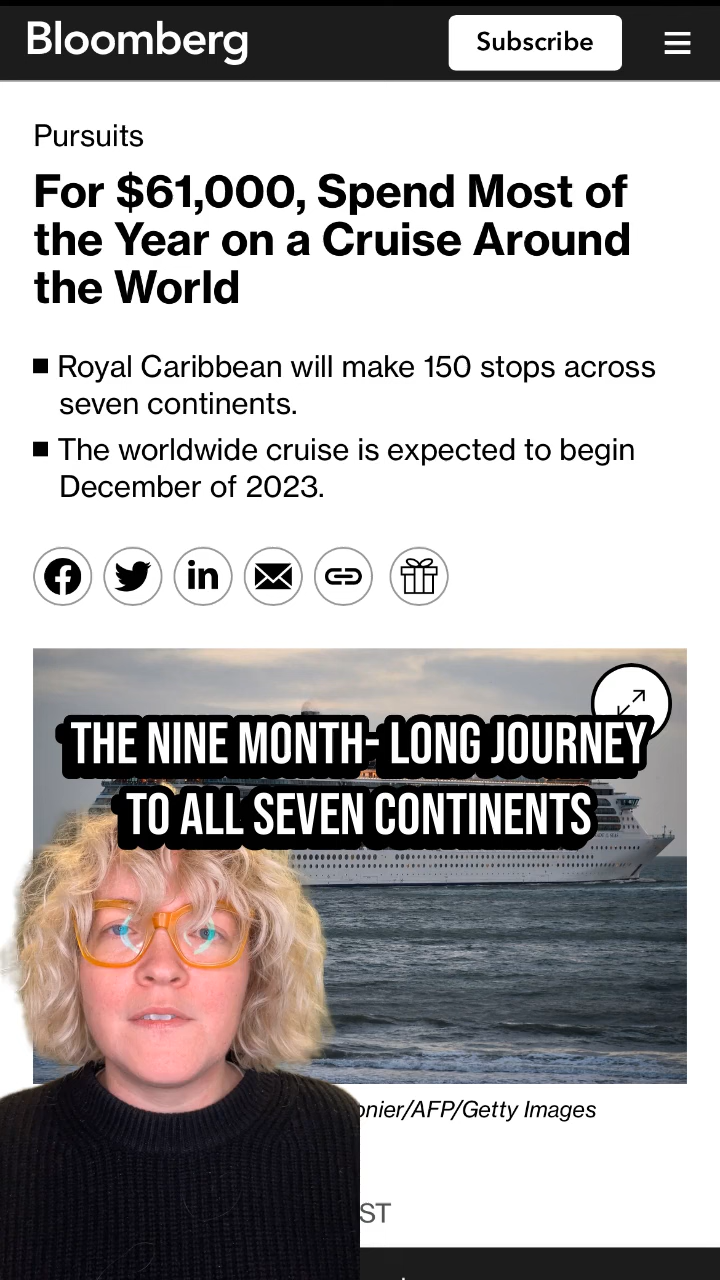 Bloomberg
Subscribe
Pursuits
For $61,000, Spend Most of
the Year on a Cruise Around
the World
Royal Caribbean will make 150 stops across
seven continents.
The worldwide cruise is expected to begin
December of 2023.
in
THE NINE MONTH- LONG JOURNEY
TO ALL SEVEN CONTINENTS
onier/AFP/Getty Images
ST